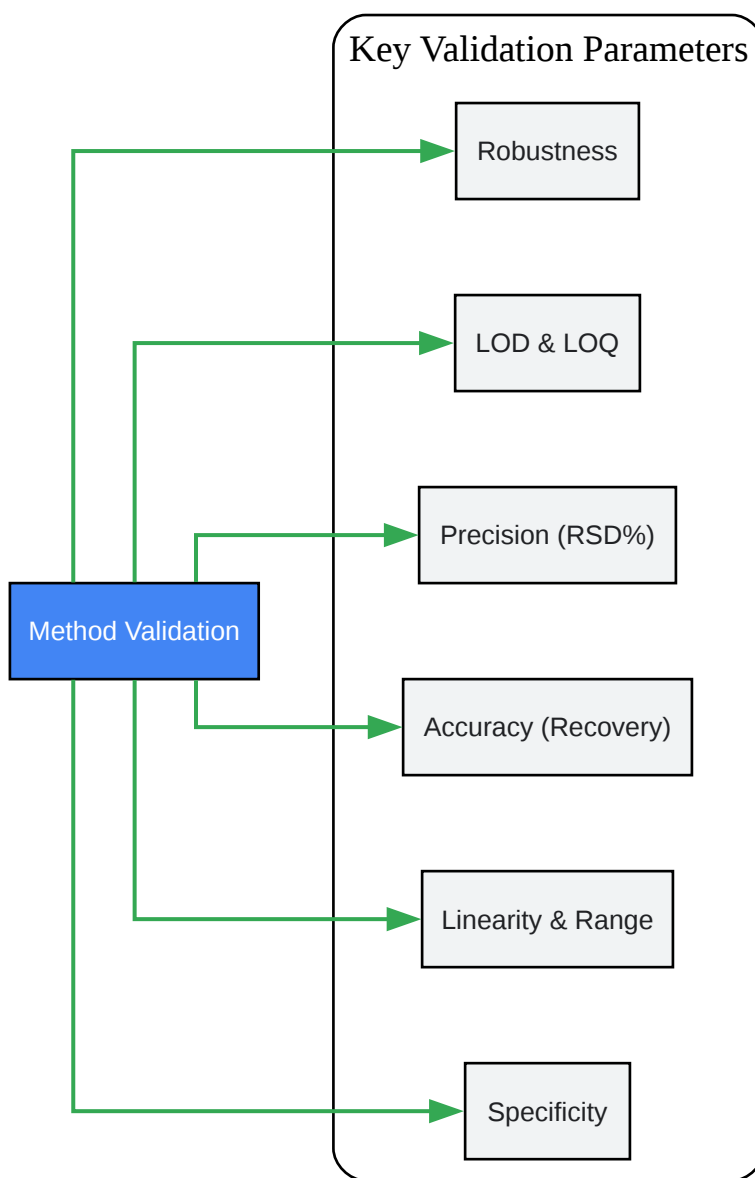 Key Validation Parameters
Robustness
LOD & LOQ
Precision (RSD%)
Method Validation
Accuracy (Recovery)
Linearity & Range
Specificity